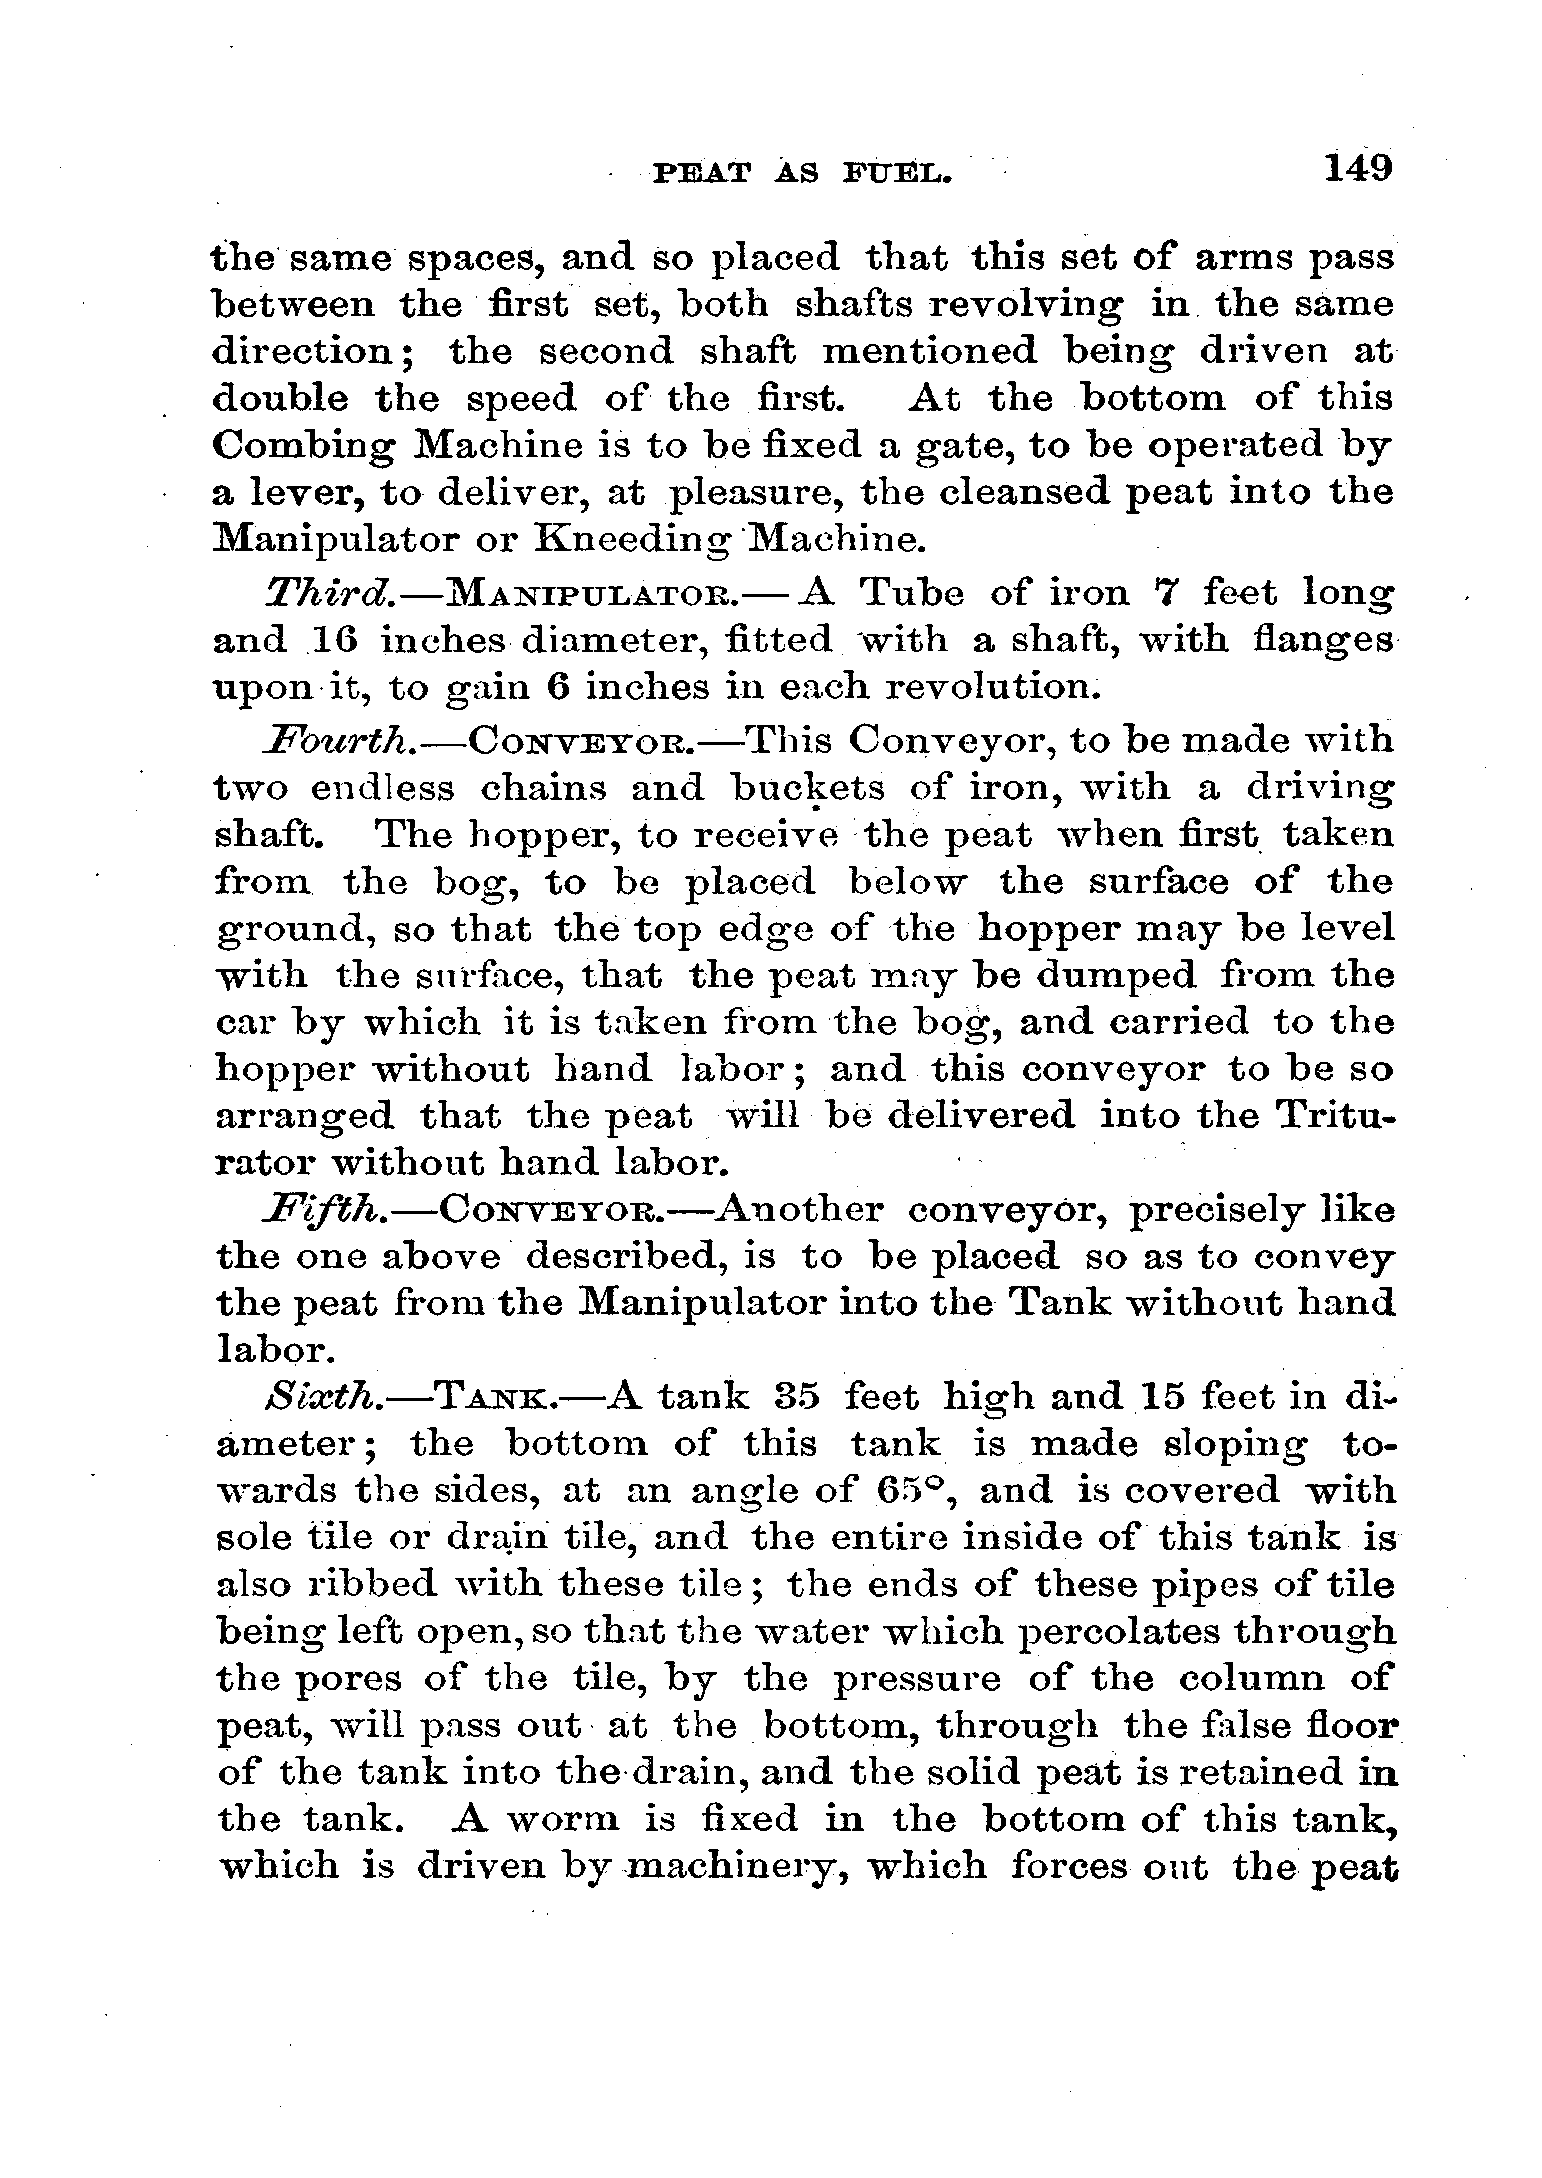 PEAT AS FUEL. 149
the same spaces, and so placed that this set of arms pass
between the first set, both shafts revolving in the same
direction; the second shaft mentioned being driven at
double the speed of the first. At the bottom of this
Combing Machine is to be fixed a gate, to be operated by
a lever, to deliver, at pleasure, the cleansed peat into the
Manipulator or Kneeding Machine.
Third.—MANIPULATOR.—A Tube of iron 7 feet long
and 16 inches diameter, fitted with a shaft, with flanges
upon it, to gain 6 inches in each revolution.
Fourth.—CONVEYOR.—This Conveyor, to be made with
two endless chains and buckets of iron, with a driving
shaft. The hopper, to receive the peat when first taken
from the bog, to be placed below the surface of the
ground, so that the top edge of the hopper may be level
with the surface, that the peat may be dumped from the
car by which it is taken from the bog, and carried to the
hopper without hand labor; and this conveyor to be so
arranged that the peat will be delivered into the Tritu-
rator without hand labor.
Fifth.—CONVEYOR.—Another conveyor, precisely like
the one above described, is to be placed so as to convey
the peat from the Manipulator into the Tank without hand
labor.
Sixth.—TANK.—A tank 35 feet high and 15 feet in di-
ameter; the bottom of this tank is made sloping to-
wards the sides, at an angle of 65°, and is covered with
sole tile or drain tile, and the entire inside of this tank is
also ribbed with these tile; the ends of these pipes of tile
being left open, so that the water which percolates through
the pores of the tile, by the pressure of the column of
peat, will pass out at the bottom, through the false floor
of the tank into the drain, and the solid peat is retained in
the tank. A worm is fixed in the bottom of this tank,
which is driven by machinery, which forces out the peat